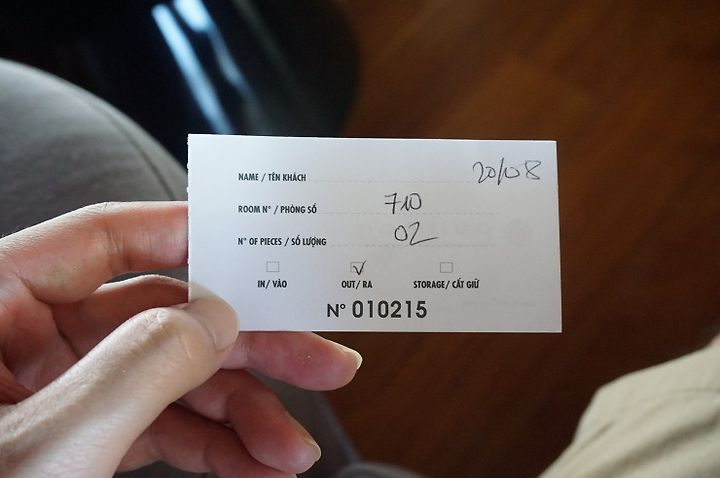 20/08
NAME / TÊN KHÁCH
ROOM N° / PHÒNG SỐ 710
N° OF PIECES / SỐ LƯỢNG 02
IN/ VÀO OUT/ RA STORAGE/ CẤT GIỮ
N° 010215